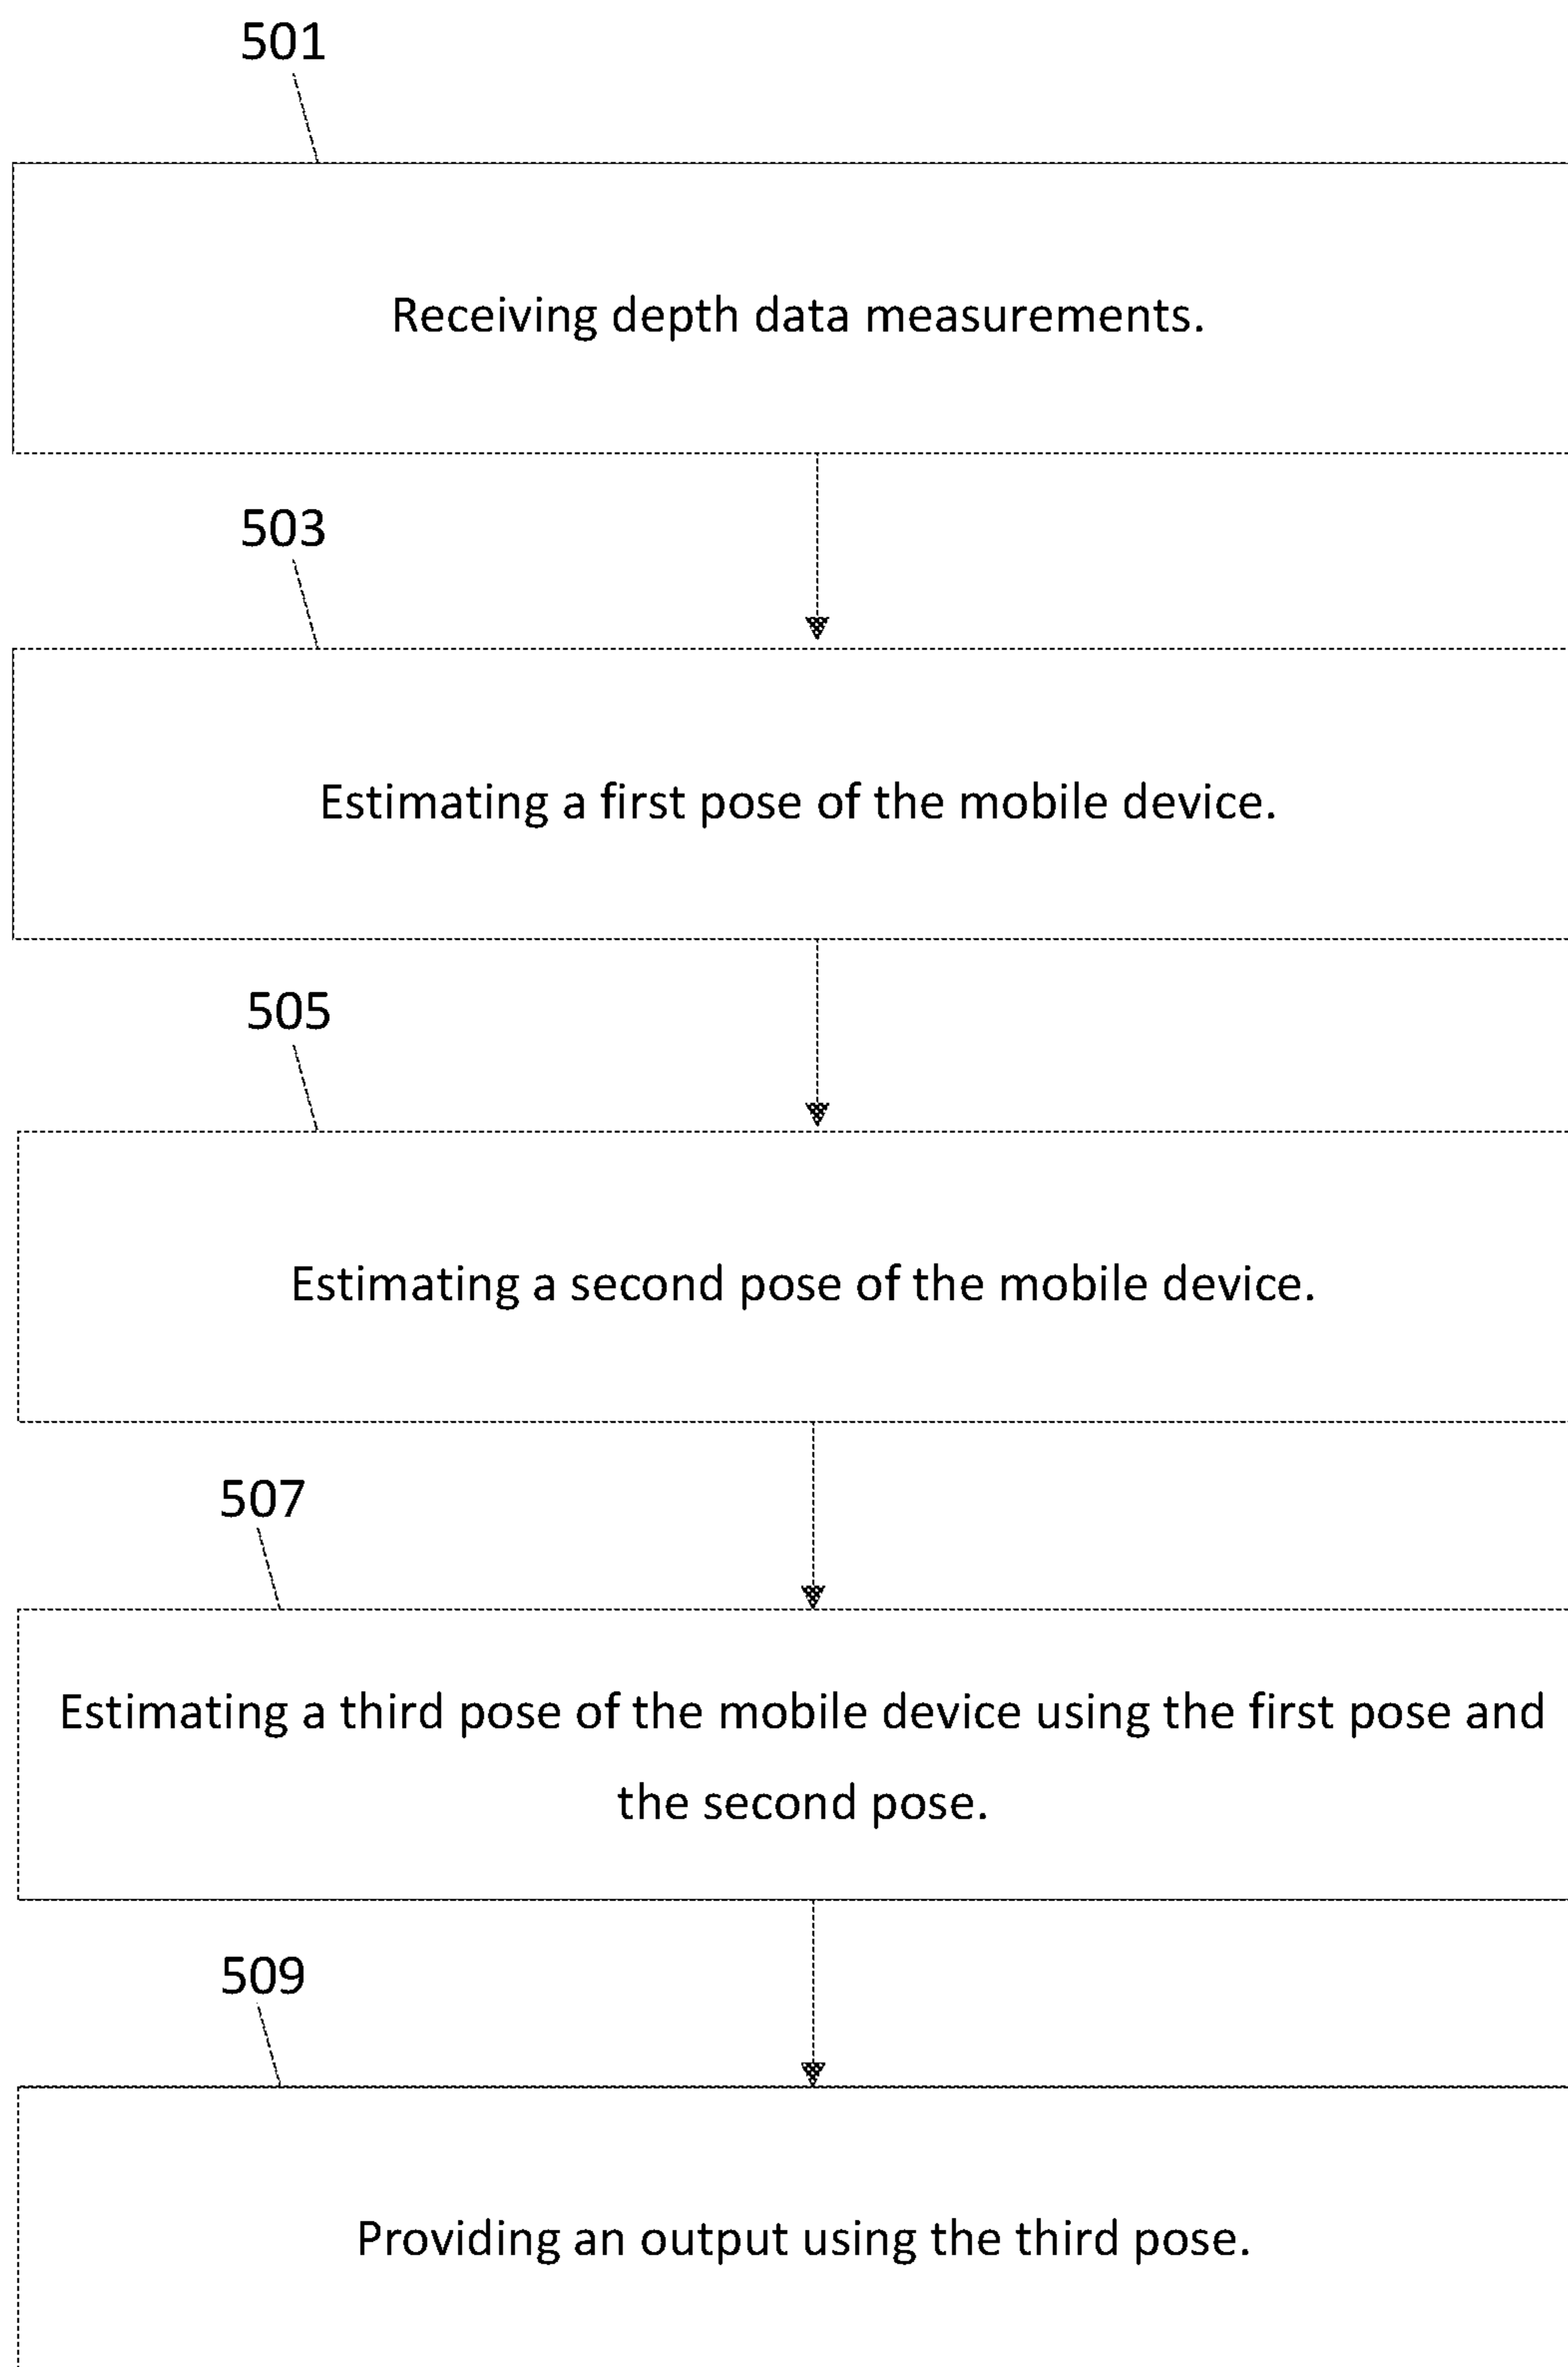 501
Receiving depth data measurements.
503
Estimating a first pose of the mobile device.
505
Estimating a second pose of the mobile device.
507
Estimating a third pose of the mobile device using the first pose and
the second pose.
509
Providing an output using the third pose.